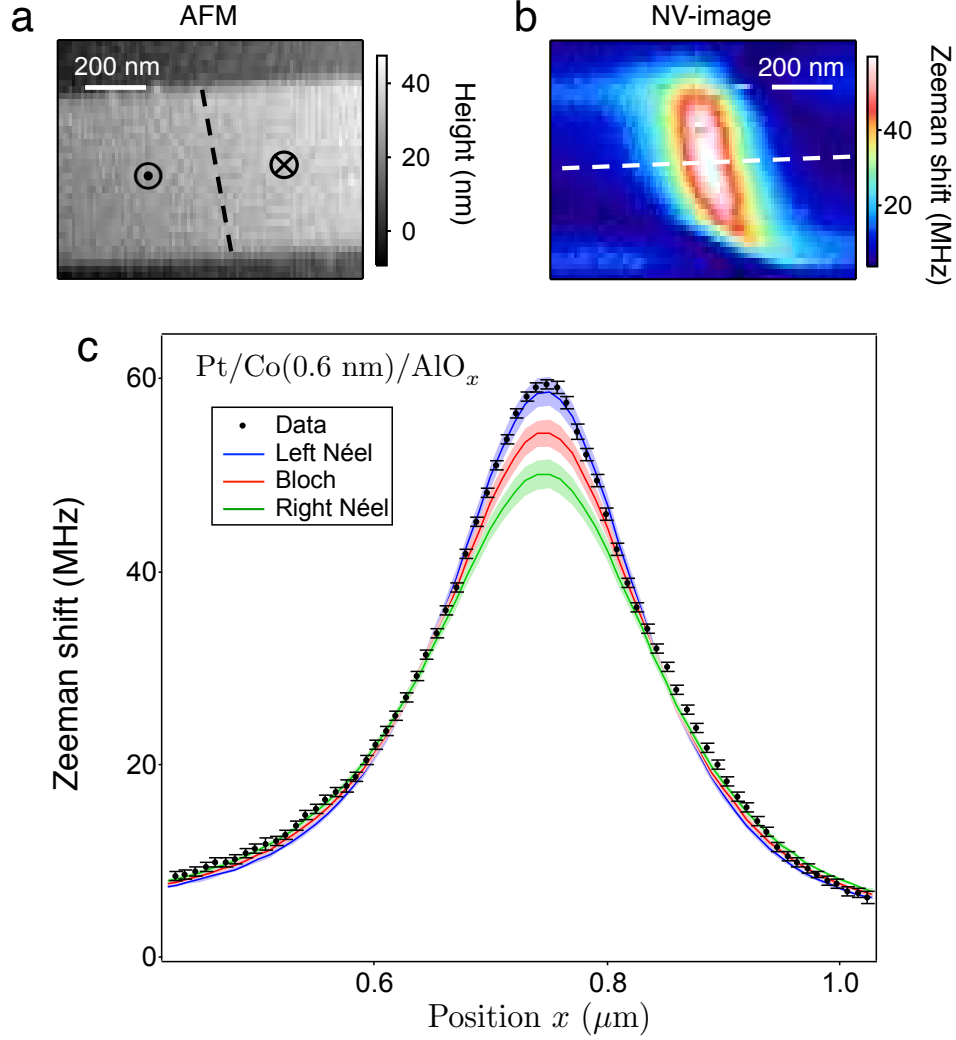 a
AFM
200 nm
Height (nm)
40
20
0
b
NV-image
200 nm
Zeeman shift (MHz)
40
20
c
Pt/Co(0.6 nm)/AlOₓ
Data
Left Néel
Bloch
Right Néel
Zeeman shift (MHz)
60
40
20
0
0.6
0.8
1.0
Position x (μm)